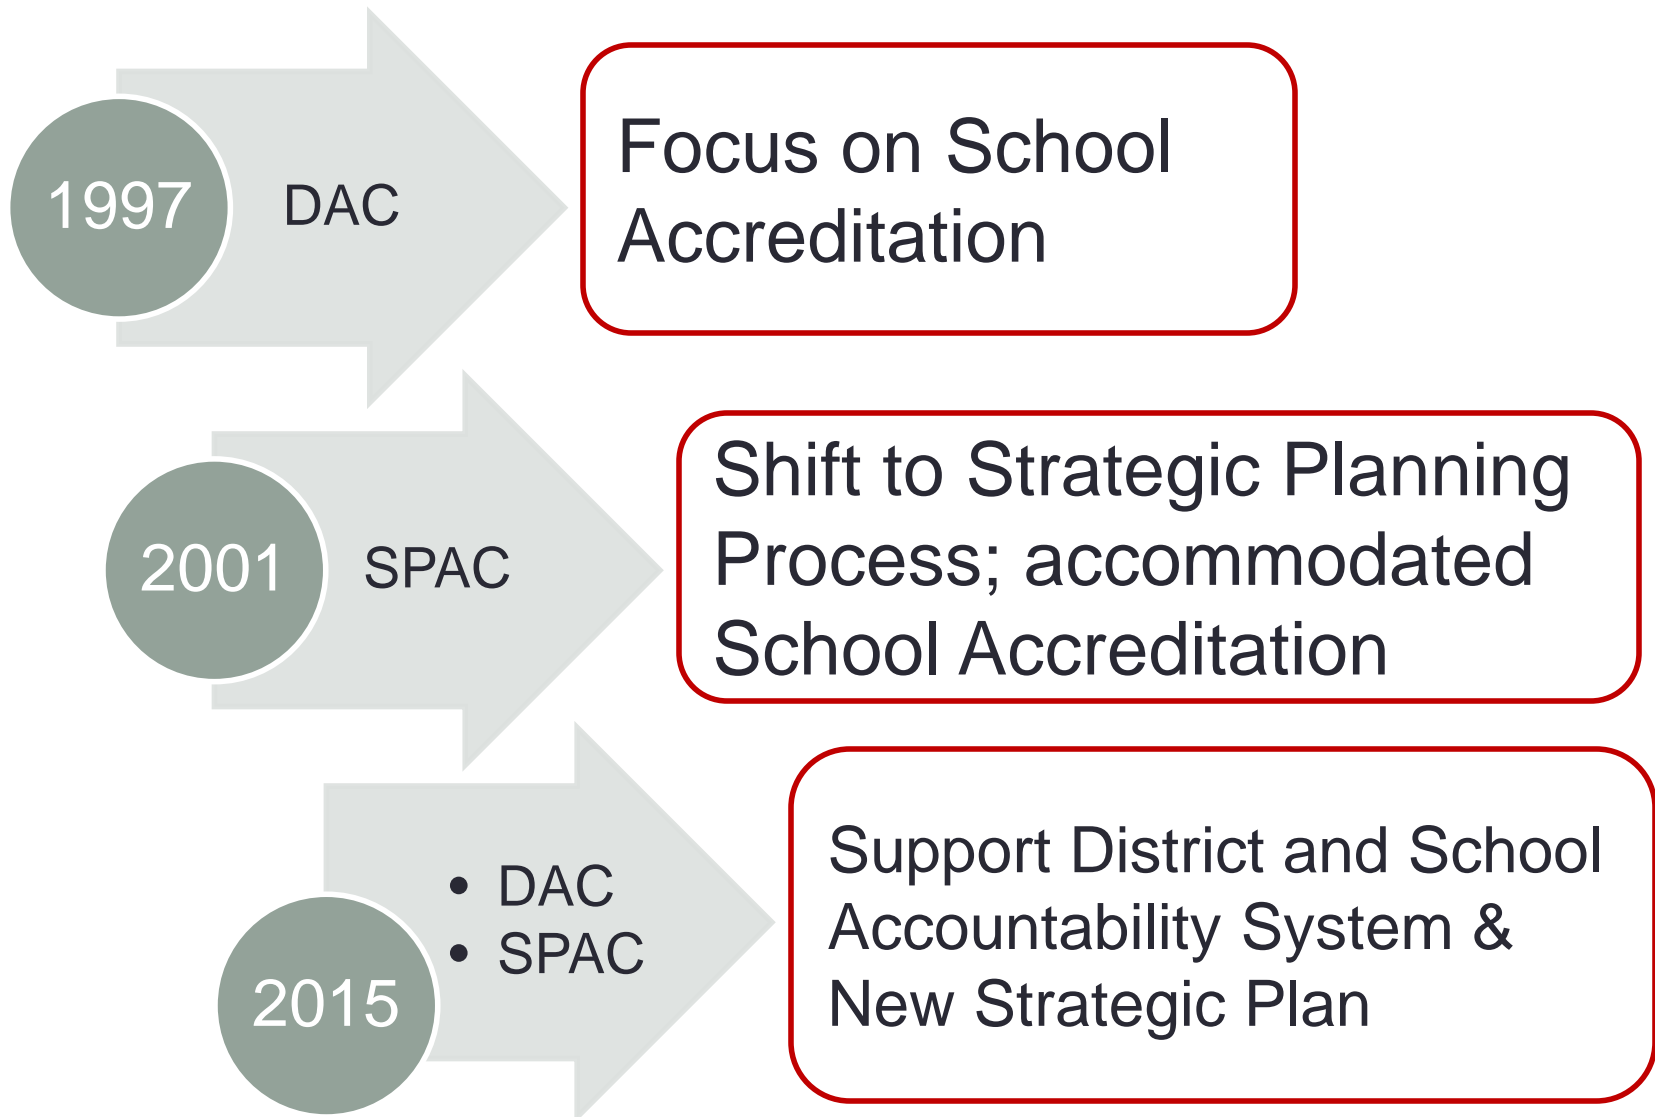 1997
DAC
Focus on School
Accreditation
2001
SPAC
Shift to Strategic Planning
Process; accommodated
School Accreditation
2015
• DAC
• SPAC
Support District and School
Accountability System &
New Strategic Plan